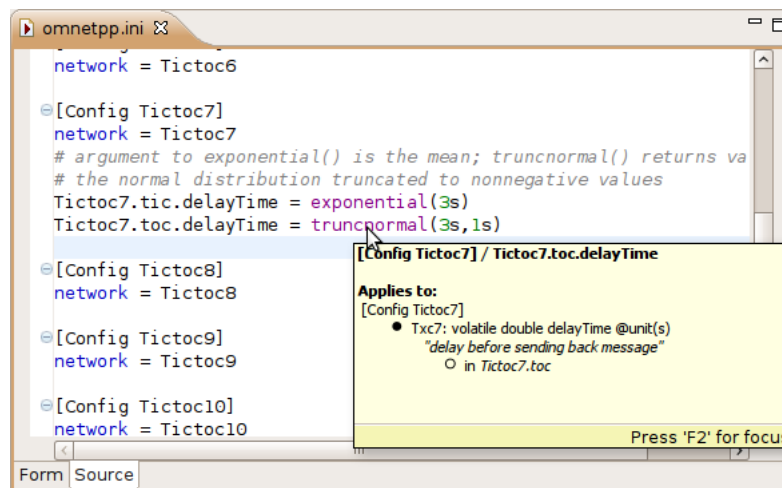 omnetpp.ini
network = Tictoc6
[Config Tictoc7]
network = Tictoc7
# argument to exponential() is the mean; truncnormal() returns va
# the normal distribution truncated to nonnegative values
Tictoc7.tic.delayTime = exponential(3s)
Tictoc7.toc.delayTime = truncnormal(3s,1s)
[Config Tictoc7] / Tictoc7.toc.delayTime
Applies to:
[Config Tictoc7]
Txc7: volatile double delayTime @unit(s)
"delay before sending back message"
in Tictoc7.toc
Press 'F2' for focus
[Config Tictoc8]
network = Tictoc8
[Config Tictoc9]
network = Tictoc9
[Config Tictoc10]
network = Tictoc10
Form Source